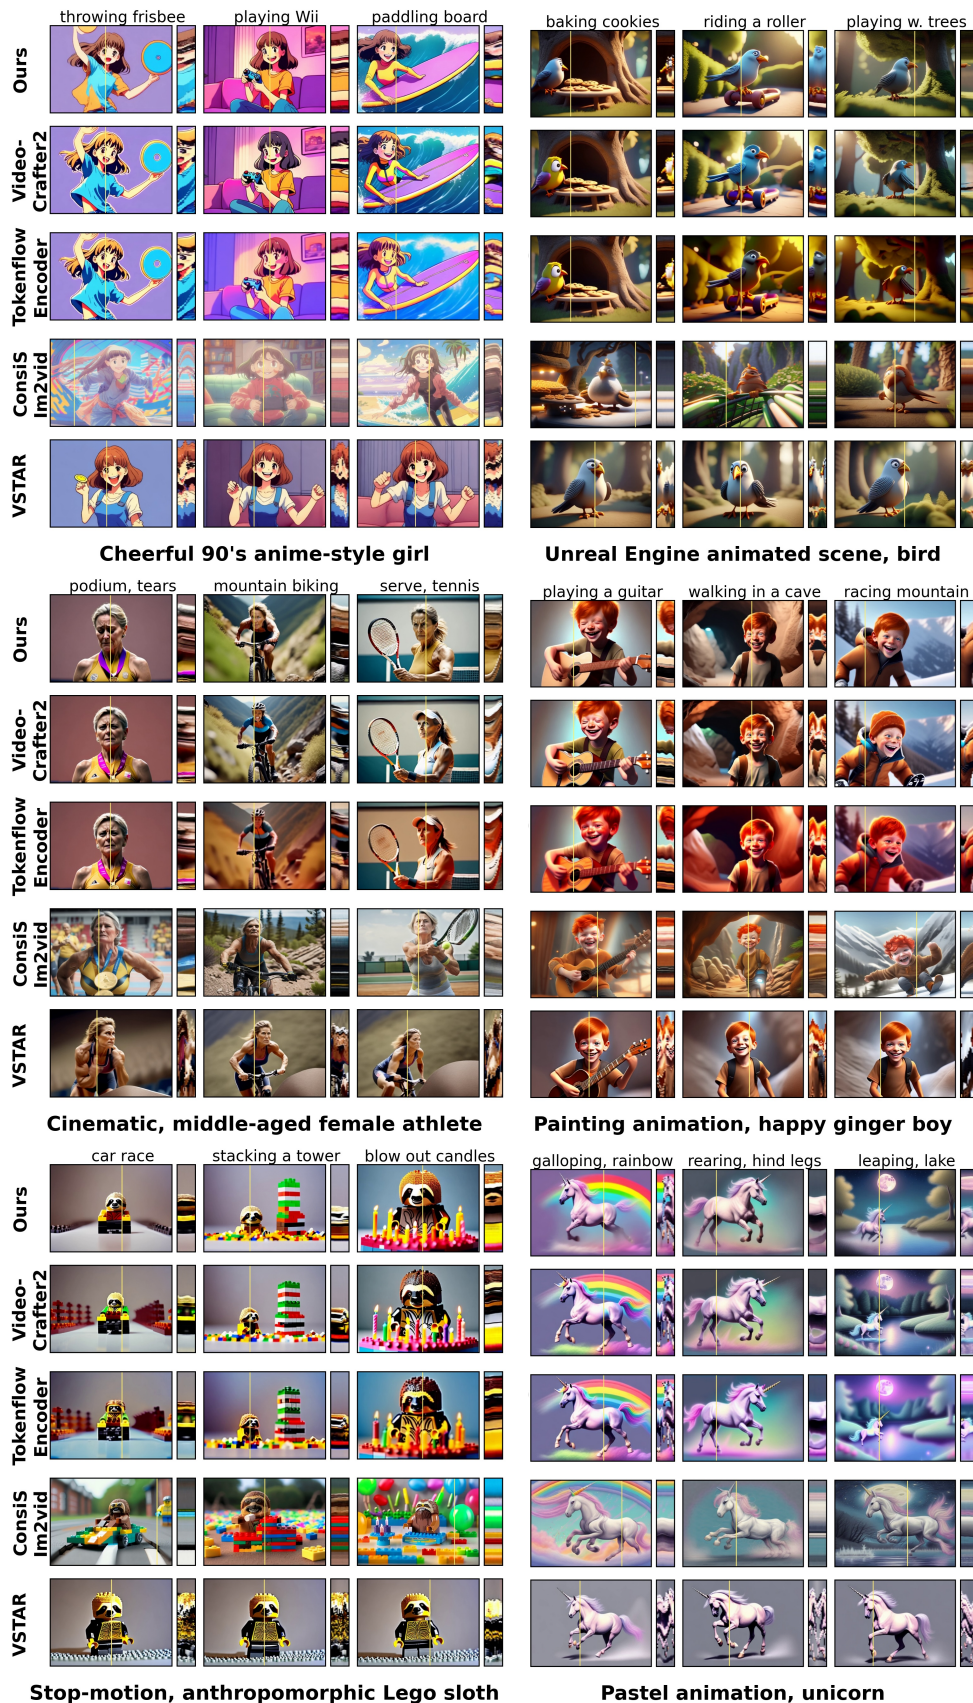 throwing frisbee playing Wii paddling board
Ours
Video-
Crafter2
Tokenflow
Encoder
ConsiS
Im2vid
VSTAR
Cheerful 90's anime-style girl
baking cookies riding a roller playing w. trees
Unreal Engine animated scene, bird
podium, tears mountain biking serve, tennis
Ours
Video-
Crafter2
Tokenflow
Encoder
ConsiS
Im2vid
VSTAR
Cinematic, middle-aged female athlete
playing a guitar walking in a cave racing mountain
Painting animation, happy ginger boy
car race stacking a tower blow out candles
Ours
Video-
Crafter2
Tokenflow
Encoder
ConsiS
Im2vid
VSTAR
Stop-motion, anthropomorphic Lego sloth
galloping, rainbow rearing, hind legs leaping, lake
Pastel animation, unicorn